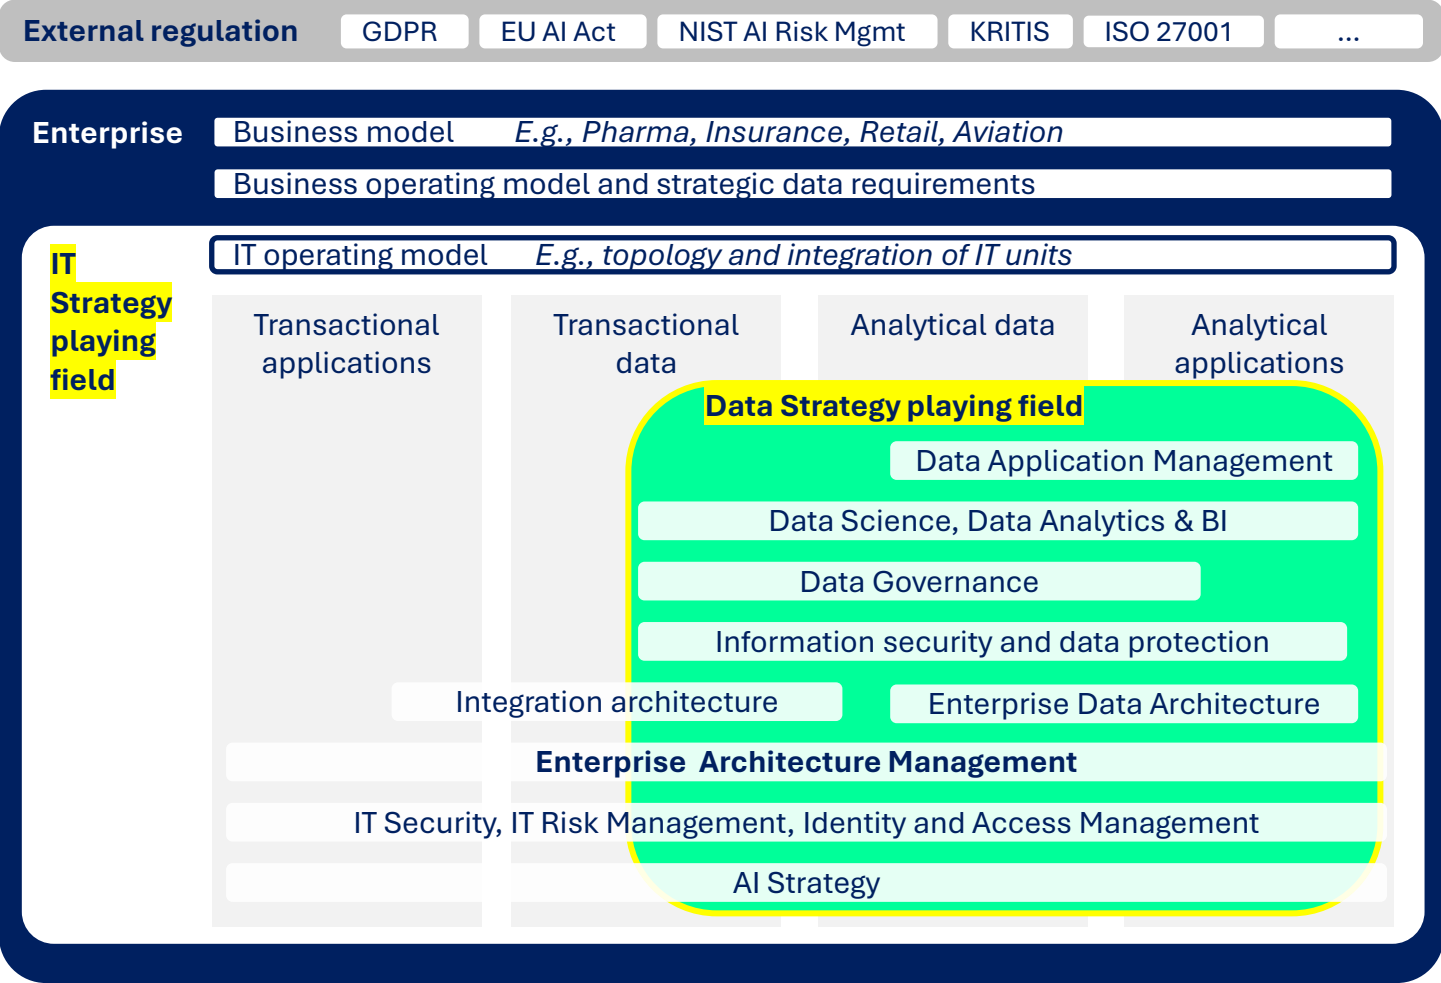 External regulation GDPR EU AI Act NIST AI Risk Mgmt KRITIS ISO 27001 ...
Enterprise
Business model E.g., Pharma, Insurance, Retail, Aviation
Business operating model and strategic data requirements
IT
Strategy
playing
field
IT operating model E.g., topology and integration of IT units
Transactional
applications
Transactional
data
Analytical data
Analytical
applications
Data Strategy playing field
Data Application Management
Data Science, Data Analytics & BI
Data Governance
Information security and data protection
Integration architecture
Enterprise Data Architecture
Enterprise Architecture Management
IT Security, IT Risk Management, Identity and Access Management
AI Strategy